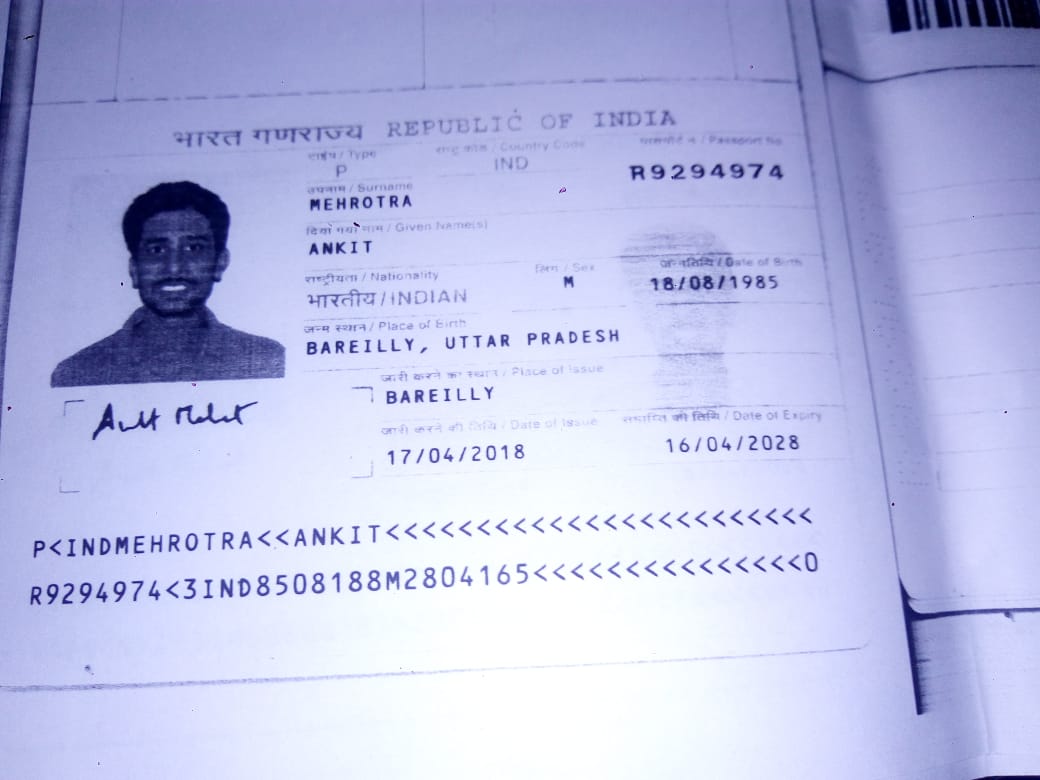 भारत गणराज्य REPUBLIC OF INDIA
टाईप / Type
P
राष्ट्र कोड / Country Code
IND
पासपोर्ट न / Passport No.
R9294974
उपनाम / Surname
MEHROTRA
दिया गया नाम / Given Name(s)
ANKIT
राष्ट्रीयता / Nationality
भारतीय / INDIAN
लिंग / Sex
M
जन्मतिथि / Date of Birth
18/08/1985
जन्म स्थान / Place of Birth
BAREILLY, UTTAR PRADESH
जारी करने का स्थान / Place of Issue
BAREILLY
जारी करने की तिथि / Date of Issue
17/04/2018
समाप्ति की तिथि / Date of Expiry
16/04/2028
P<INDMEHROTRA<<ANKIT<<<<<<<<<<<<<<<<<<<<<<<<
R9294974<3IND8508188M2804165<<<<<<<<<<<<<<<0